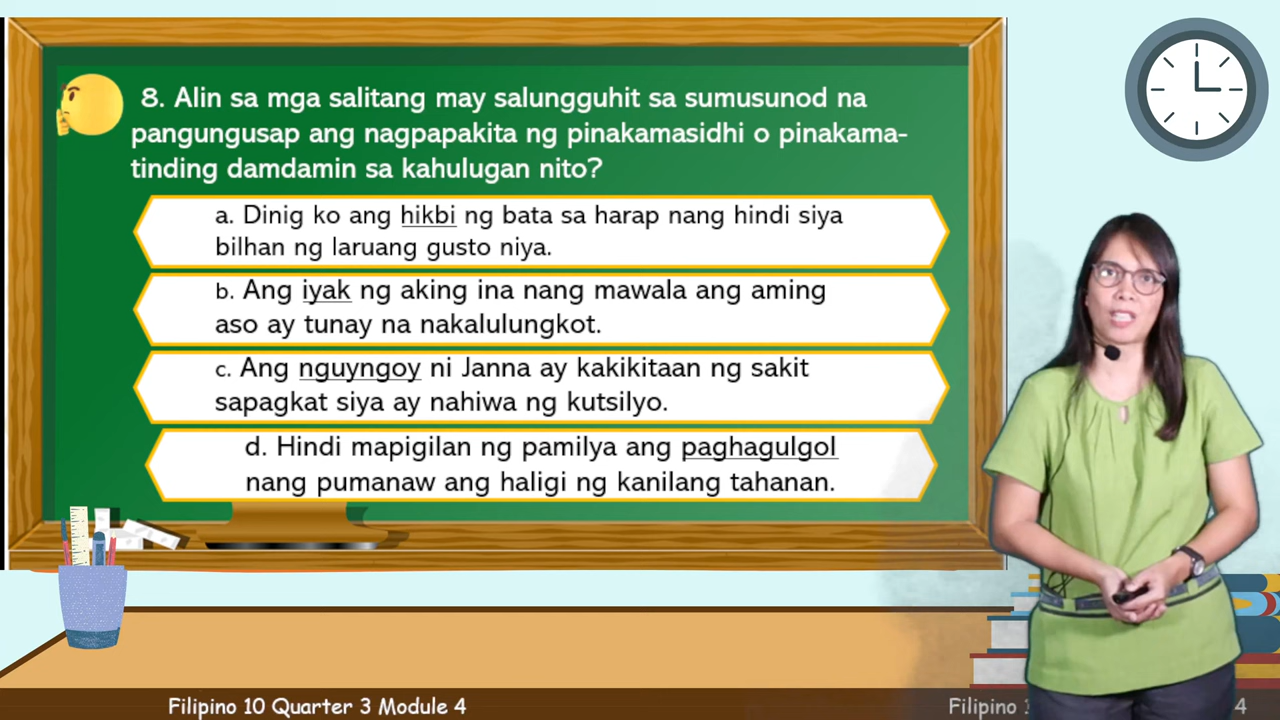 8. Alin sa mga salitang may salungguhit sa sumusunod na
pangungusap ang nagpapakita ng pinakamasidhi o pinakama-
tinding damdamin sa kahulugan nito?
a. Dinig ko ang hikbi ng bata sa harap nang hindi siya
bilhan ng laruang gusto niya.
b. Ang iyak ng aking ina nang mawala ang aming
aso ay tunay na nakalulungkot.
c. Ang nguyngoy ni Janna ay kakikitaan ng sakit
sapagkat siya ay nahiwa ng kutsilyo.
d. Hindi mapigilan ng pamilya ang paghagulgol
nang pumanaw ang haligi ng kanilang tahanan.
Filipino 10 Quarter 3 Module 4
Filipino 4